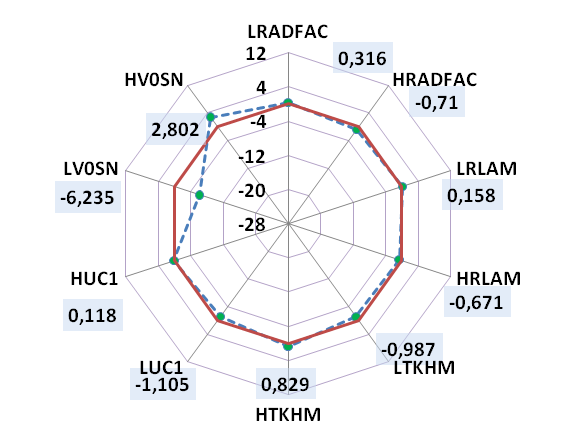 LRADFAC
12
0,316
HV0SN
HRADFAC
4
-0,71
-4
2,802
-12
LV0SN
LRLAM
-6,235
0,158
-20
-28
HUC1
HRLAM
-0,671
0,118
-0,987
LUC1
LTKHM
-1,105
0,829
HTKHM